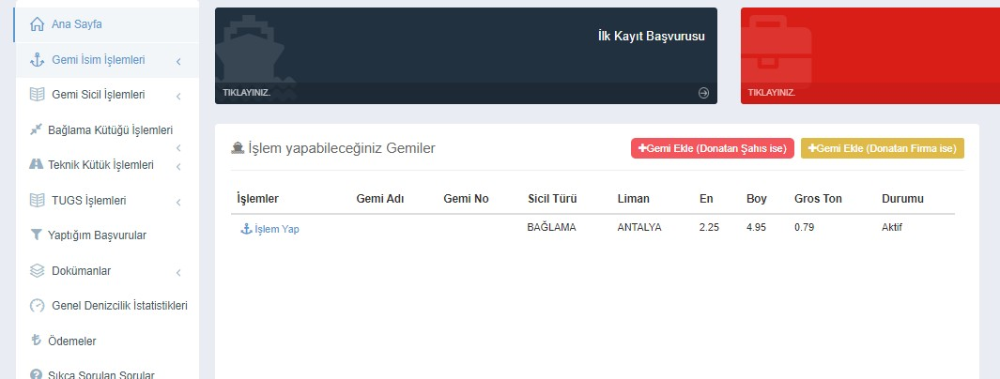 Ana Sayfa
Gemi İsim İşlemleri
Gemi Sicil İşlemleri
Bağlama Kütüğü İşlemleri
Teknik Kütük İşlemleri
TUGS İşlemleri
Yaptığım Başvurular
Dokümanlar
Genel Denizcilik İstatistikleri
Ödemeler
Sıkça Sorulan Sorular
İlk Kayıt Başvurusu
TIKLAYINIZ.
TIKLAYINIZ.
İşlem yapabileceğiniz Gemiler
+Gemi Ekle (Donatan Şahıs ise) +Gemi Ekle (Donatan Firma ise)
İşlemler Gemi Adı Gemi No Sicil Türü Liman En Boy Gros Ton Durumu
İşlem Yap BAĞLAMA ANTALYA 2.25 4.95 0.79 Aktif